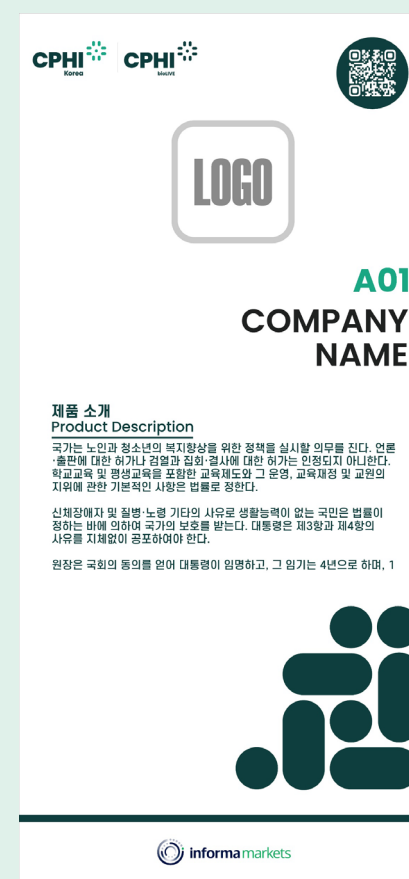 CPHI
Korea
CPHI
bioLIVE
LOGO
A01
COMPANY
NAME
제품 소개
Product Description
국가는 노인과 청소년의 복지향상을 위한 정책을 실시할 의무를 진다. 언론
·출판에 대한 허가나 검열과 집회·결사에 대한 허가는 인정되지 아니한다.
학교교육 및 평생교육을 포함한 교육제도와 그 운영, 교육재정 및 교원의
지위에 관한 기본적인 사항은 법률로 정한다.
신체장애자 및 질병·노령 기타의 사유로 생활능력이 없는 국민은 법률이
정하는 바에 의하여 국가의 보호를 받는다. 대통령은 제3항과 제4항의
사유를 지체없이 공포하여야 한다.
원장은 국회의 동의를 얻어 대통령이 임명하고, 그 임기는 4년으로 하며, 1
informa markets